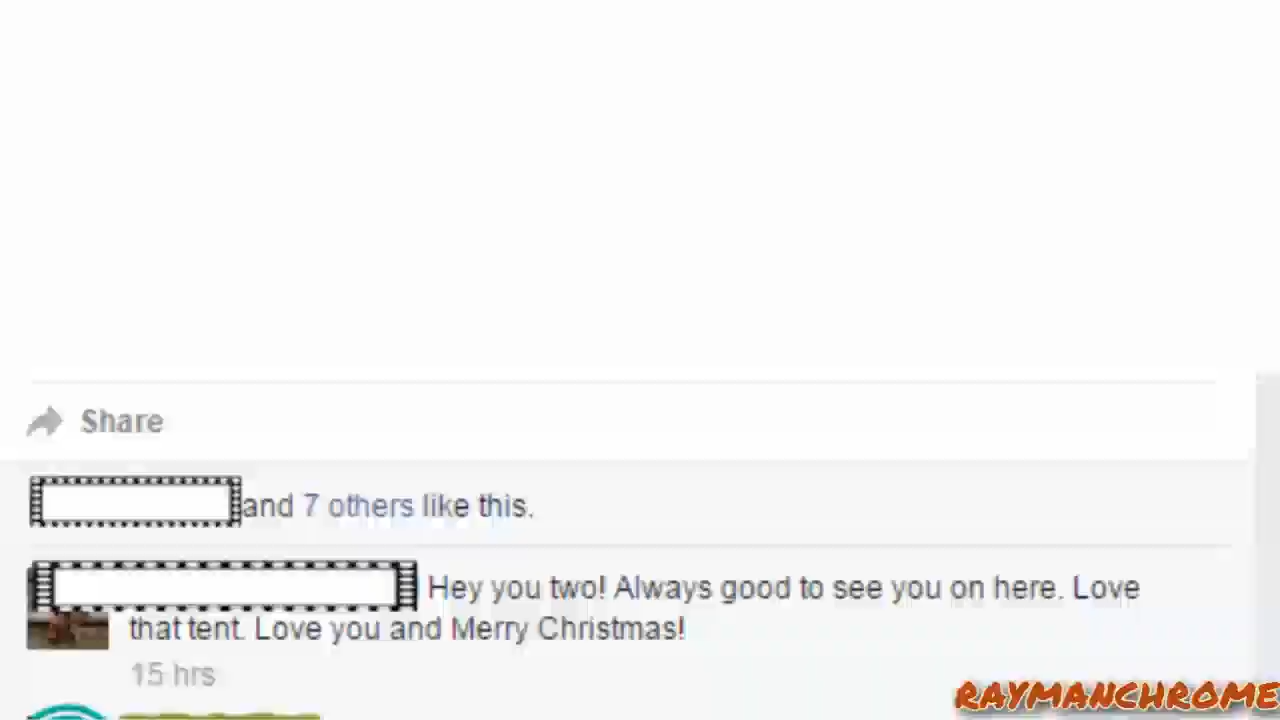 Share
and 7 others like this.
Hey you two! Always good to see you on here. Love
that tent. Love you and Merry Christmas!
15 hrs
RAYMANCHROME